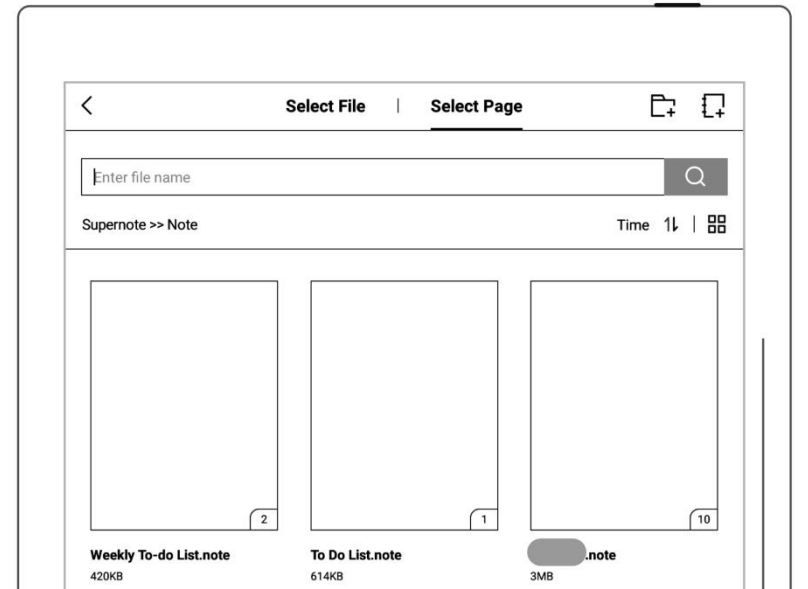 Select File | Select Page
Enter file name
Supernote >> Note
Time
2
1
10
Weekly To-do List.note
To Do List.note
.note
420KB
614KB
3MB